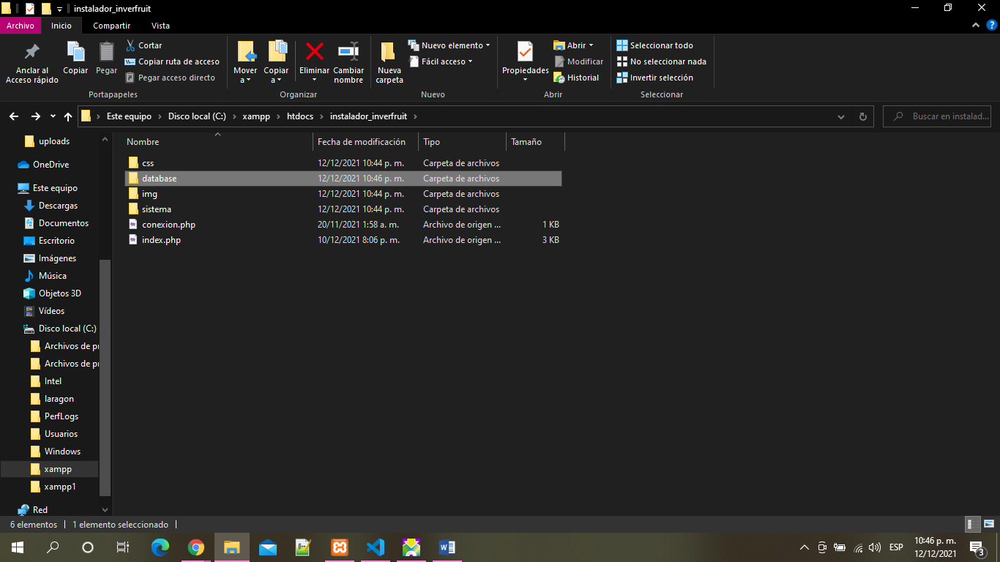 instalador_inverfruit
Archivo Inicio Compartir Vista
Anclar al Acceso rápido
Copiar
Pegar
Cortar
Copiar ruta de acceso
Pegar acceso directo
Portapapeles
Mover a
Copiar a
Eliminar
Cambiar nombre
Organizar
Nueva carpeta
Nuevo elemento
Fácil acceso
Nuevo
Propiedades
Abrir
Modificar
Historial
Abrir
Seleccionar todo
No seleccionar nada
Invertir selección
Seleccionar
Este equipo > Disco local (C:) > xampp > htdocs > instalador_inverfruit >
Buscar en instalad...
uploads
OneDrive
Este equipo
Descargas
Documentos
Escritorio
Imágenes
Música
Objetos 3D
Vídeos
Disco local (C:)
Archivos de pr
Archivos de pr
Intel
laragon
PerfLogs
Usuarios
Windows
xampp
xampp1
Red
Nombre Fecha de modificación Tipo Tamaño
css 12/12/2021 10:44 p. m. Carpeta de archivos
database 12/12/2021 10:46 p. m. Carpeta de archivos
img 12/12/2021 10:44 p. m. Carpeta de archivos
sistema 12/12/2021 10:44 p. m. Carpeta de archivos
conexion.php 20/11/2021 1:58 a. m. Archivo de origen ... 1 KB
index.php 10/12/2021 8:06 p. m. Archivo de origen ... 3 KB
6 elementos 1 elemento seleccionado
ESP
10:46 p. m.
12/12/2021
3